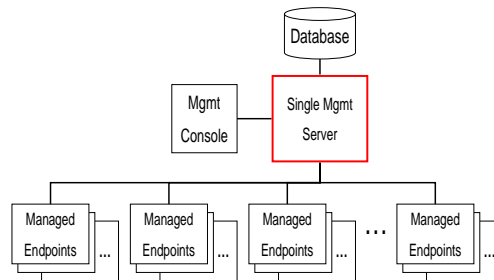 Database
Mgmt
Console
Single Mgmt
Server
Managed
Endpoints
...
Managed
Endpoints
...
Managed
Endpoints
...
...
Managed
Endpoints
...